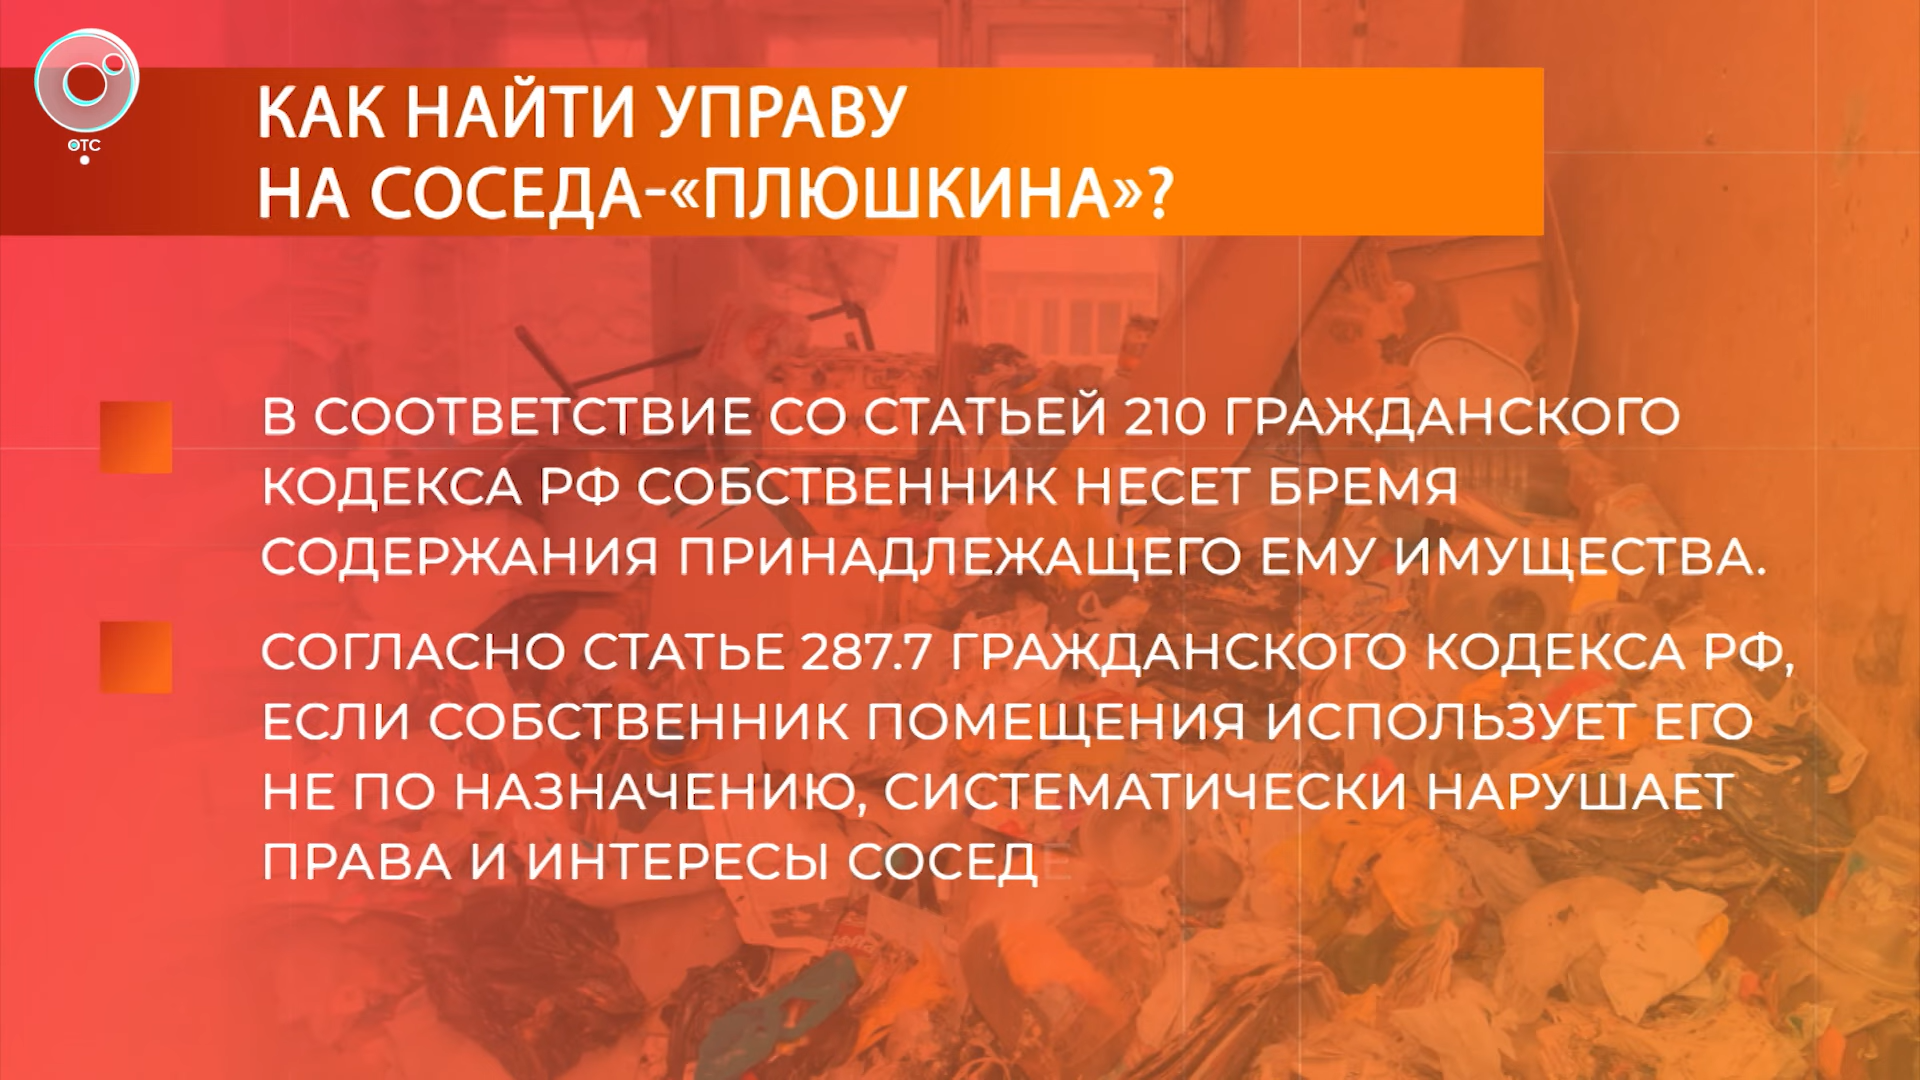 ОТС
КАК НАЙТИ УПРАВУ
НА СОСЕДА-«ПЛЮШКИНА»?
В СООТВЕТСТВИЕ СО СТАТЬЕЙ 210 ГРАЖДАНСКОГО
КОДЕКСА РФ СОБСТВЕННИК НЕСЕТ БРЕМЯ
СОДЕРЖАНИЯ ПРИНАДЛЕЖАЩЕГО ЕМУ ИМУЩЕСТВА.
СОГЛАСНО СТАТЬЕ 287.7 ГРАЖДАНСКОГО КОДЕКСА РФ,
ЕСЛИ СОБСТВЕННИК ПОМЕЩЕНИЯ ИСПОЛЬЗУЕТ ЕГО
НЕ ПО НАЗНАЧЕНИЮ, СИСТЕМАТИЧЕСКИ НАРУШАЕТ
ПРАВА И ИНТЕРЕСЫ СОСЕДЕ